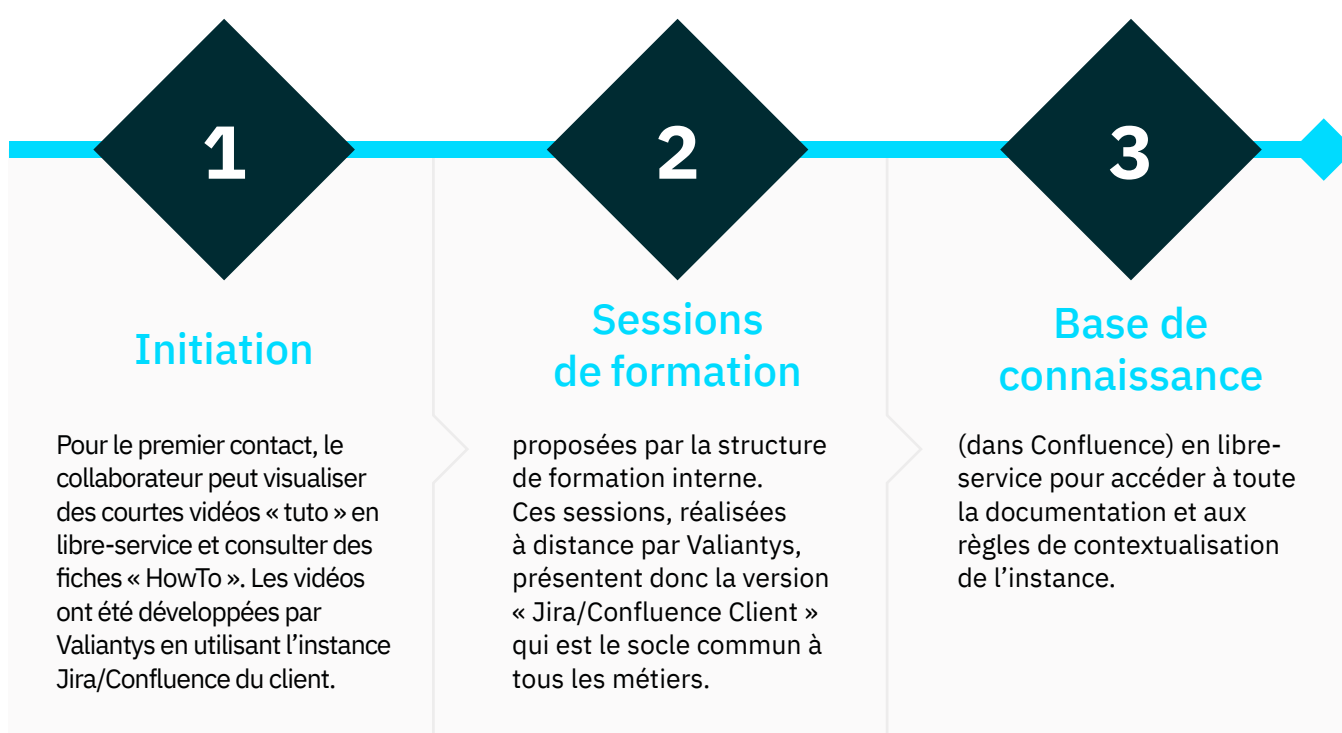 1
Initiation
Pour le premier contact, le
collaborateur peut visualiser
des courtes vidéos « tuto » en
libre-service et consulter des
fiches « HowTo ». Les vidéos
ont été développées par
Valiantys en utilisant l’instance
Jira/Confluence du client.
2
Sessions
de formation
proposées par la structure
de formation interne.
Ces sessions, réalisées
à distance par Valiantys,
présentent donc la version
« Jira/Confluence Client »
qui est le socle commun à
tous les métiers.
3
Base de
connaissance
(dans Confluence) en libre-
service pour accéder à toute
la documentation et aux
règles de contextualisation
de l’instance.